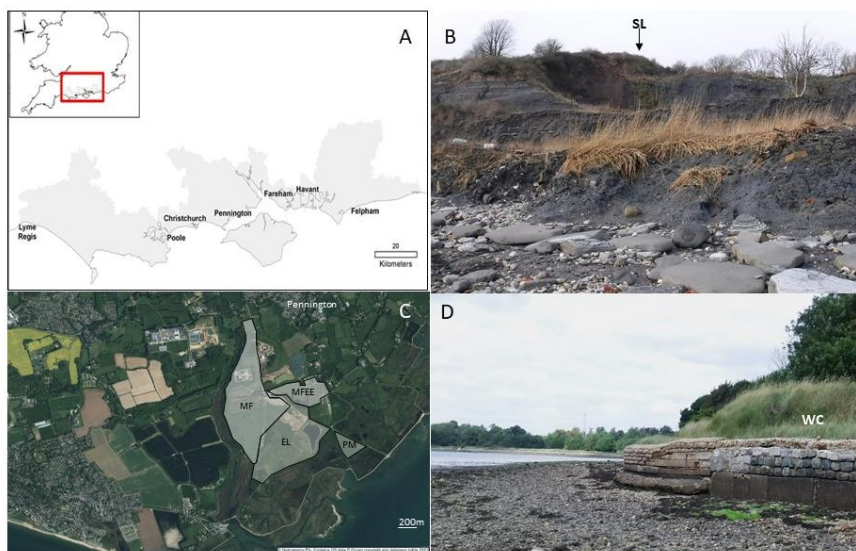 N
A
Lyme
Regis
Poole
Christchurch
Pennington
Fareham
Havant
Felpham
20
Kilometers
B
SL
Pennington
C
MF
MFEE
EL
PM
200m
D
WC